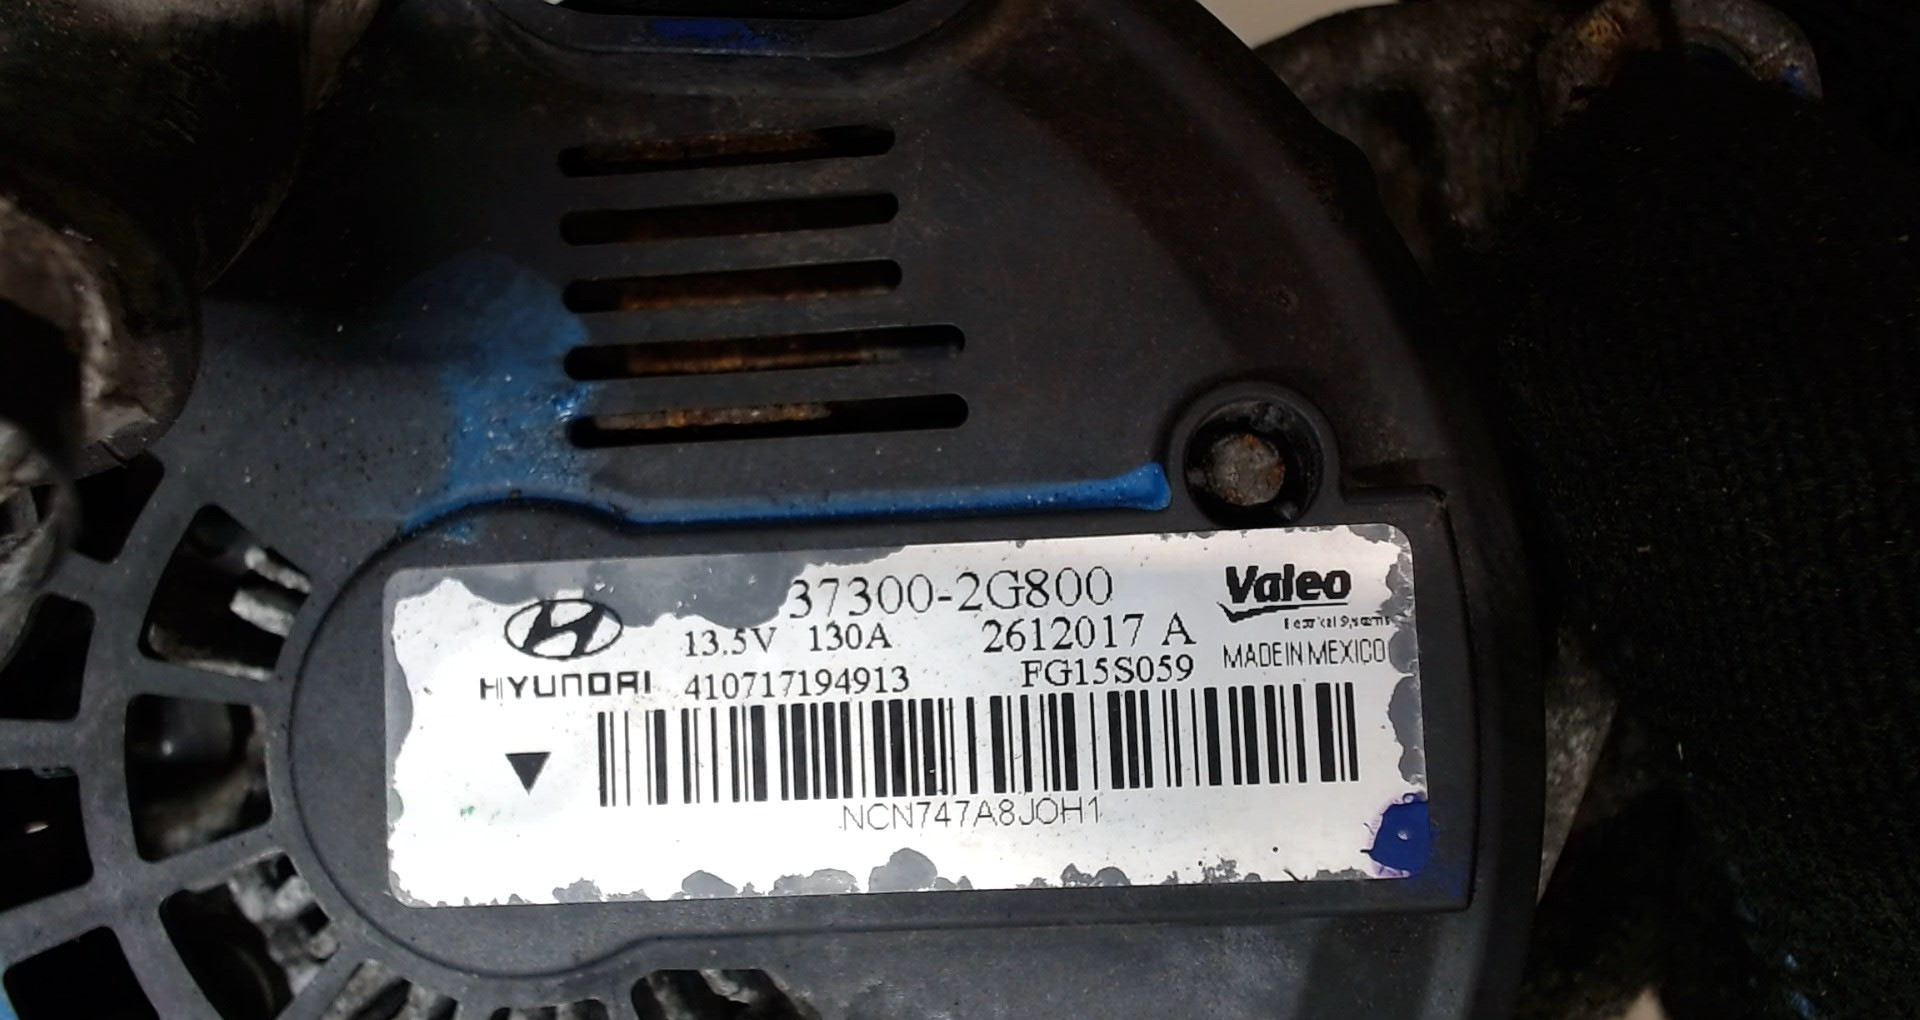 37300-2G800
Valeo
13.5V 130A 2612017 A
MADE IN MEXICO
HYUNDAI 410717194913 FG15S059
NCN747A8JOH1